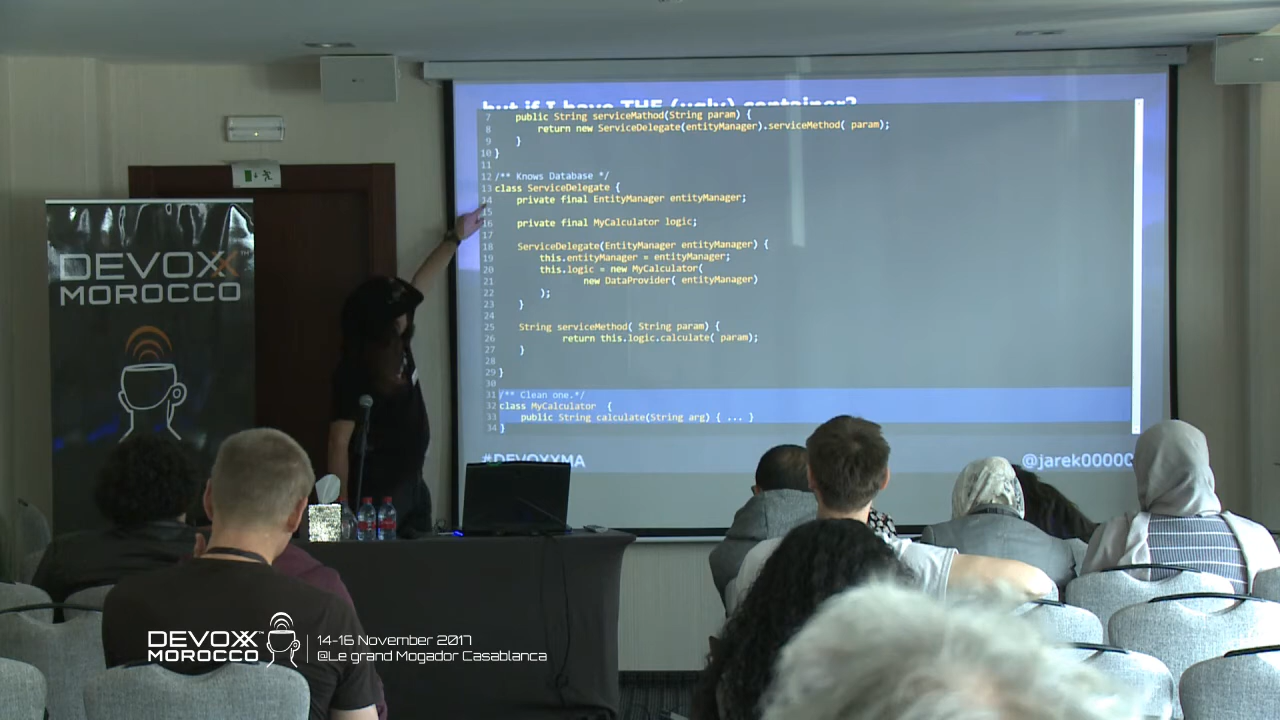 DEVOXX™
MOROCCO
but if I have THE (ugly) container?
7 public String serviceMathod(String param) {
8 return new ServiceDelegate(entityManager).serviceMethod( param);
9 }
10 }
11
12 /** Knows Database */
13 class ServiceDelegate {
14 private final EntityManager entityManager;
15
16 private final MyCalculator logic;
17
18 ServiceDelegate(EntityManager entityManager) {
19 this.entityManager = entityManager;
20 this.logic = new MyCalculator(
21 new DataProvider( entityManager)
22 );
23 }
24
25 String serviceMethod( String param) {
26 return this.logic.calculate( param);
27 }
28
29 }
30
31 /** Clean one.*/
32 class MyCalculator {
33 public String calculate(String arg) { ... }
34 }
#DEVOXXMA
@jarek00000
DEVOXX™
MOROCCO
14-16 November 2017
@Le grand Mogador Casablanca